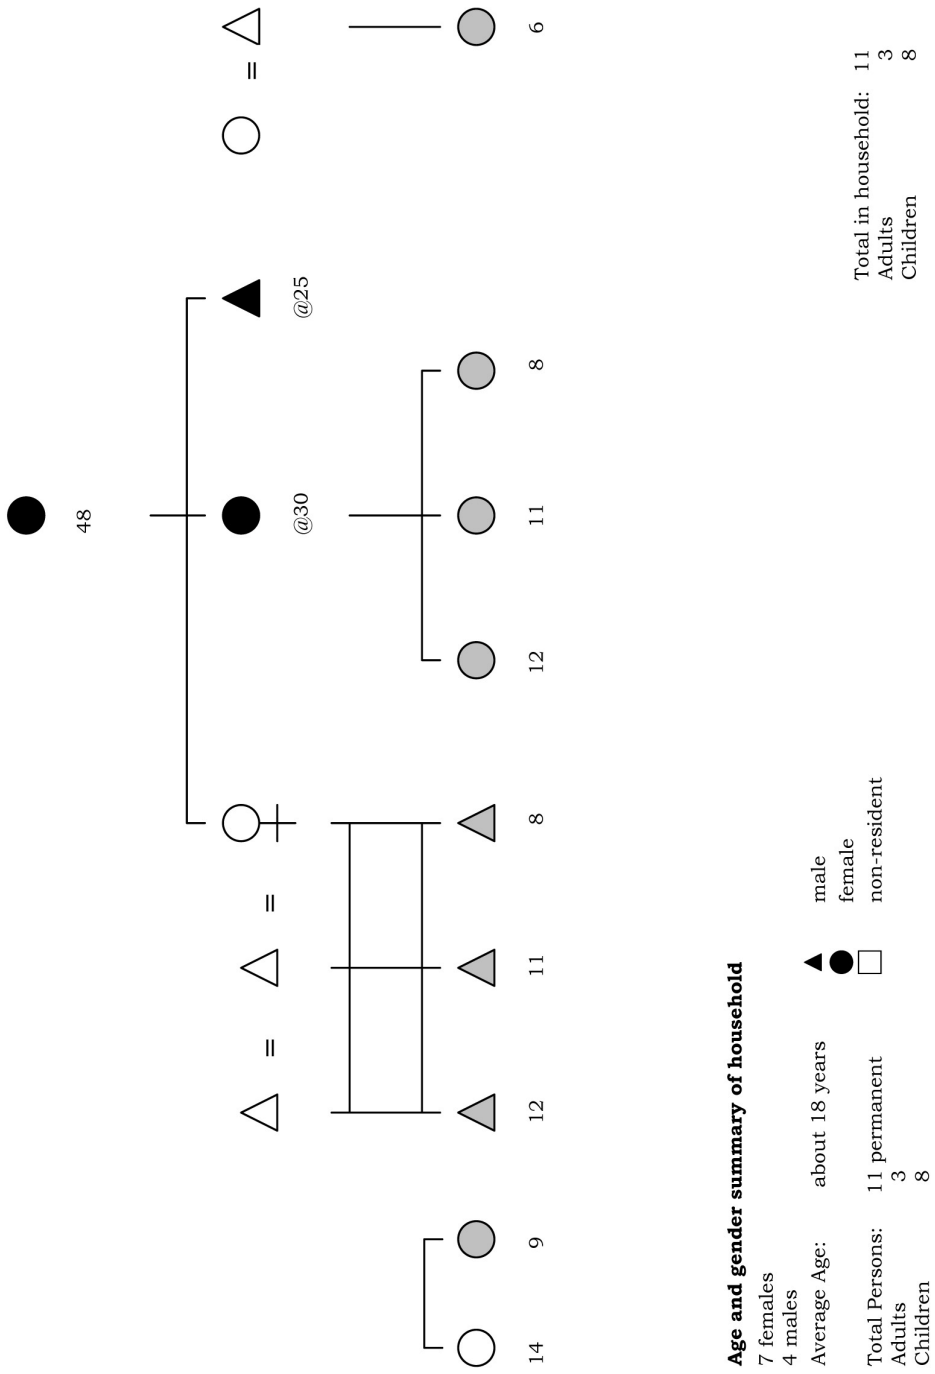 48
=
=
=
@30
@25
14
9
12
11
8
12
11
8
6
Age and gender summary of household
7 females
4 males
Average Age: about 18 years
Total Persons: 11 permanent
Adults 3
Children 8
male
female
non-resident
Total in household: 11
Adults 3
Children 8